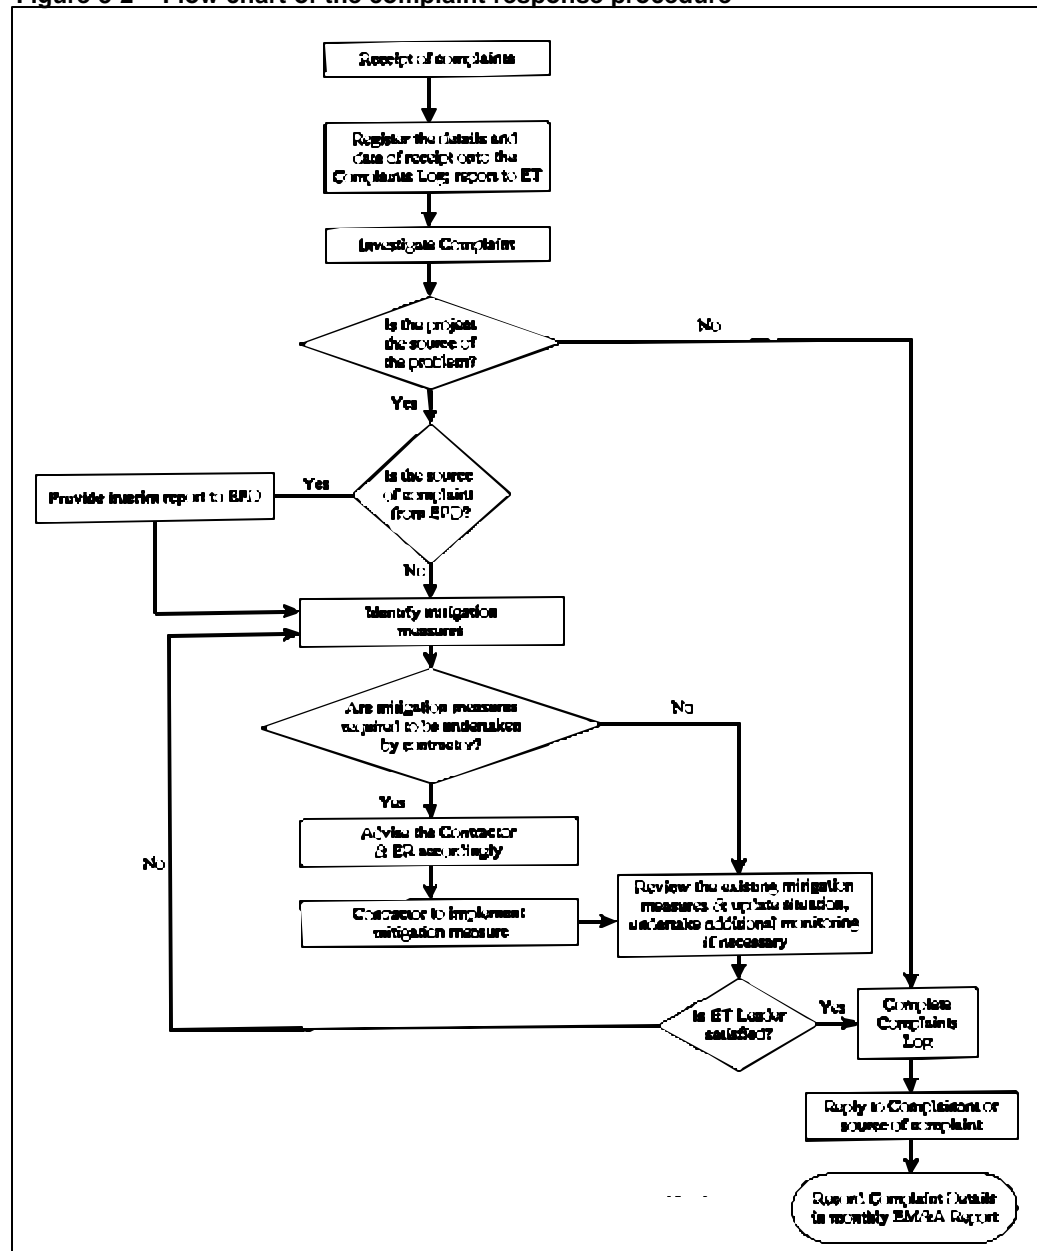 Figure 3-2 Flow chart of the complaint response procedure
Receipt of complaints
Register the details and
date of receipt onto the
Complaints Log; report to ET
Investigate Complaint
Is the project
the source of
the problem?
No
Yes
Is the source
of complaint
from EPD?
Yes
Provide interim report to EPD
No
Identify mitigation
measures
Are mitigation measures
required to be undertaken
by contractor?
No
Yes
Advise the Contractor
& ER accordingly
No
Contractor to implement
mitigation measure
Review the existing mitigation
measures & update situation,
undertake additional monitoring
if necessary
Is ET Leader
satisfied?
Yes
Complete
Complaints
Log
Reply to Complainant or
source of complaint
Record Complaint Details
in monthly EM&A Report